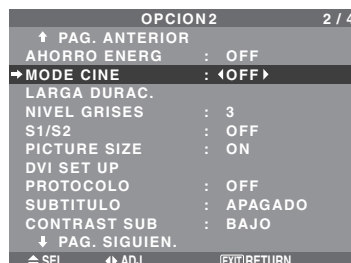 OPCION2 2/4
↑ PAG. ANTERIOR
AHORRO ENERG : OFF
→MODE CINE : ◀OFF▶
LARGA DURAC.
NIVEL GRISES : 3
S1/S2 : OFF
PICTURE SIZE : ON
DVI SET UP
PROTOCOLO : OFF
SUBTITULO : APAGADO
CONTRAST SUB : BAJO
↓ PAG. SIGUIEN.
SEL. ADJ. EXIT RETURN